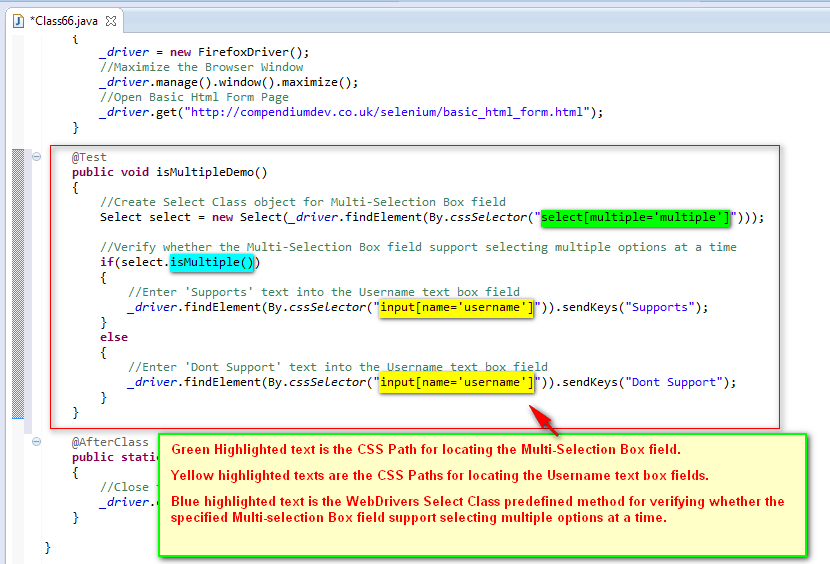 *Class66.java
{
_driver = new FirefoxDriver();
//Maximize the Browser Window
_driver.manage().window().maximize();
//Open Basic Html Form Page
_driver.get("http://compendiumdev.co.uk/selenium/basic_html_form.html");
}
@Test
public void isMultipleDemo()
{
//Create Select Class object for Multi-Selection Box field
Select select = new Select(_driver.findElement(By.cssSelector("select[multiple='multiple']")));
//Verify whether the Multi-Selection Box field support selecting multiple options at a time
if(select.isMultiple())
{
//Enter 'Supports' text into the Username text box field
_driver.findElement(By.cssSelector("input[name='username']")).sendKeys("Supports");
}
else
{
//Enter 'Dont Support' text into the Username text box field
_driver.findElement(By.cssSelector("input[name='username']")).sendKeys("Dont Support");
}
}
@AfterClass
public stati
{
//Close
_driver.
}
}
Green Highlighted text is the CSS Path for locating the Multi-Selection Box field.
Yellow highlighted texts are the CSS Paths for locating the Username text box fields.
Blue highlighted text is the WebDrivers Select Class predefined method for verifying whether the
specified Multi-selection Box field support selecting multiple options at a time.